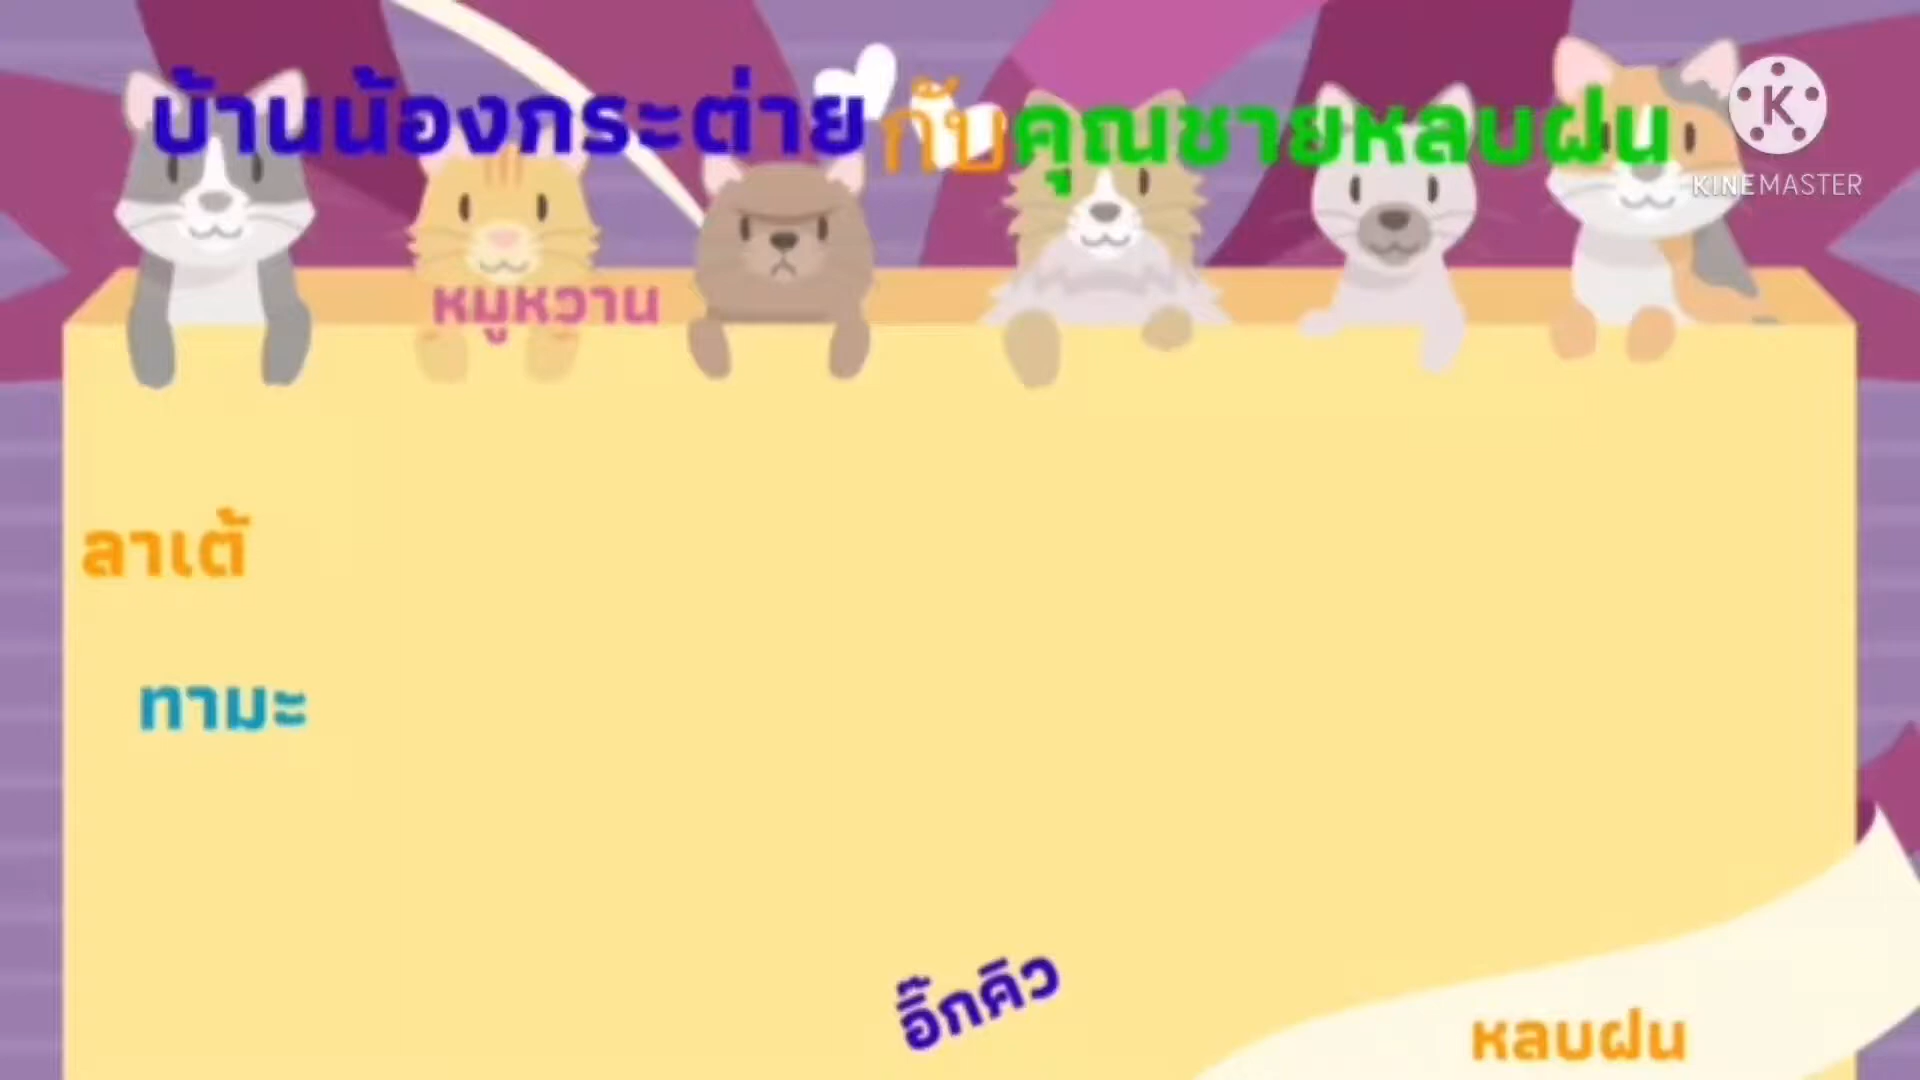 บ้านน้องกระต่ายกับคุณชายหลบฝน
KINEMASTER
หมูหวาน
ลาเต้
ทามะ
อิ๊กคิว
หลบฝน